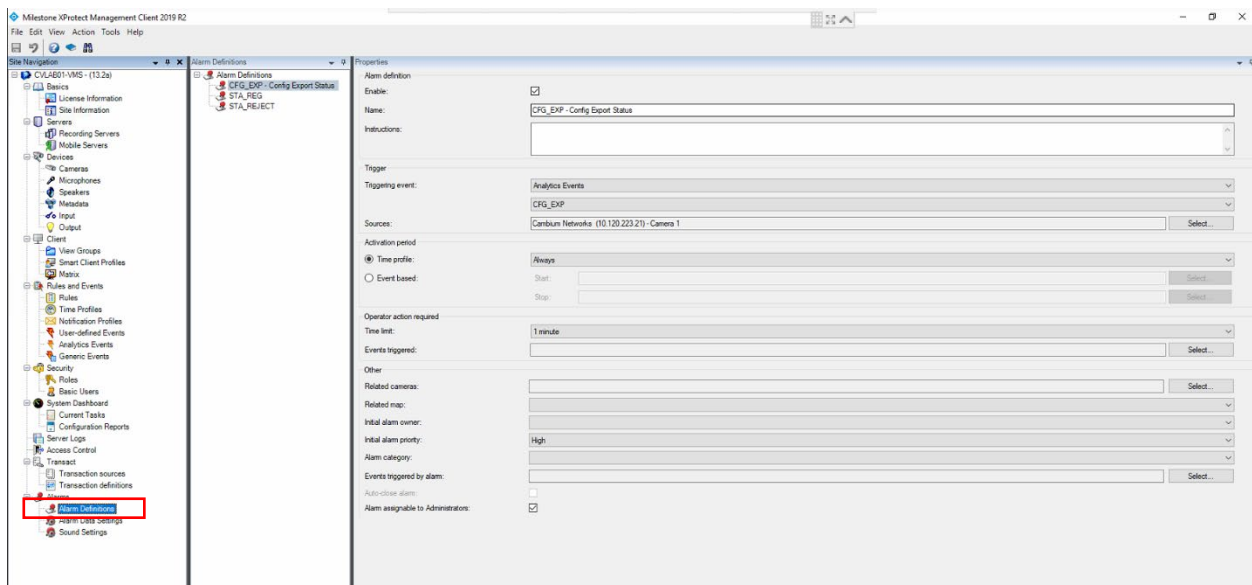 Milestone XProtect Management Client 2019 R2
File Edit View Action Tools Help
Site Navigation
CVLAB01-VMS - (13.2a)
Basics
License Information
Site Information
Servers
Recording Servers
Mobile Servers
Devices
Cameras
Microphones
Speakers
Metadata
Input
Output
Client
View Groups
Smart Client Profiles
Matrix
Rules and Events
Rules
Time Profiles
Notification Profiles
User-defined Events
Analytics Events
Generic Events
Security
Roles
Basic Users
System Dashboard
Current Tasks
Configuration Reports
Server Logs
Access Control
Transact
Transaction sources
Transaction definitions
Alarms
Alarm Definitions
Alarm Data Settings
Sound Settings
Alarm Definitions
Alarm Definitions
CFG_EXP - Config Export Status
STA_REG
STA_REJECT
Properties
Alarm definition
Enable:
Name: CFG_EXP - Config Export Status
Instructions:
Trigger
Triggering event: Analytics Events
CFG_EXP
Sources: Cambium Networks (10.120.223.21) - Camera 1 Select...
Activation period
Time profile: Always
Event based: Start: Select...
Stop: Select...
Operator action required
Time limit: 1 minute
Events triggered: Select...
Other
Related cameras: Select...
Related map:
Initial alarm owner:
Initial alarm priority: High
Alarm category:
Events triggered by alarm: Select...
Auto-close alarm:
Alarm assignable to Administrators: